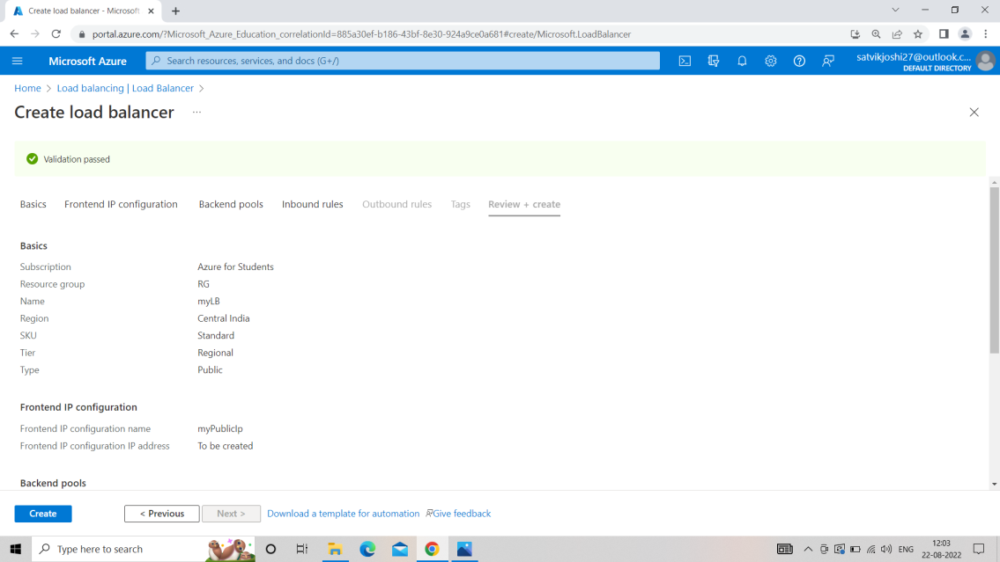 Create load balancer - Microsoft
portal.azure.com/?Microsoft_Azure_Education_correlationId=885a30ef-b186-43bf-8e30-924a9ce0a681#create/Microsoft.LoadBalancer
Microsoft Azure
Search resources, services, and docs (G+/)
satvikjoshi27@outlook.c...
DEFAULT DIRECTORY
Home > Load balancing | Load Balancer >
Create load balancer ...
Validation passed
Basics Frontend IP configuration Backend pools Inbound rules Outbound rules Tags Review + create
Basics
Subscription Azure for Students
Resource group RG
Name myLB
Region Central India
SKU Standard
Tier Regional
Type Public
Frontend IP configuration
Frontend IP configuration name myPublicIp
Frontend IP configuration IP address To be created
Backend pools
Create < Previous Next > Download a template for automation Give feedback
Type here to search
ENG
12:03
22-08-2022